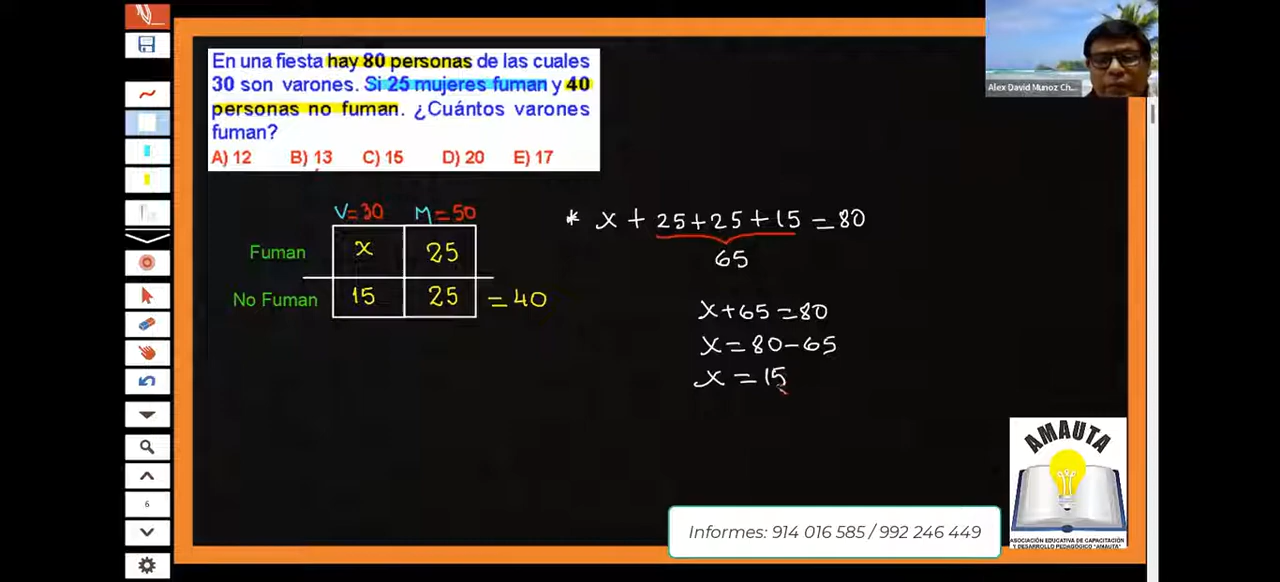 Alex David Munoz Ch...
En una fiesta hay 80 personas de las cuales
30 son varones. Si 25 mujeres fuman y 40
personas no fuman. ¿Cuántos varones
fuman?
A) 12 B) 13 C) 15 D) 20 E) 17
V=30 M=50
Fuman x 25
No Fuman 15 25 =40
* x + 25+25+15 =80
65
x+65=80
x=80-65
x=15
AMAUTA
ASOCIACIÓN EDUCATIVA DE CAPACITACIÓN
Y DESARROLLO PEDAGÓGICO "AMAUTA"
Informes: 914 016 585 / 992 246 449
6